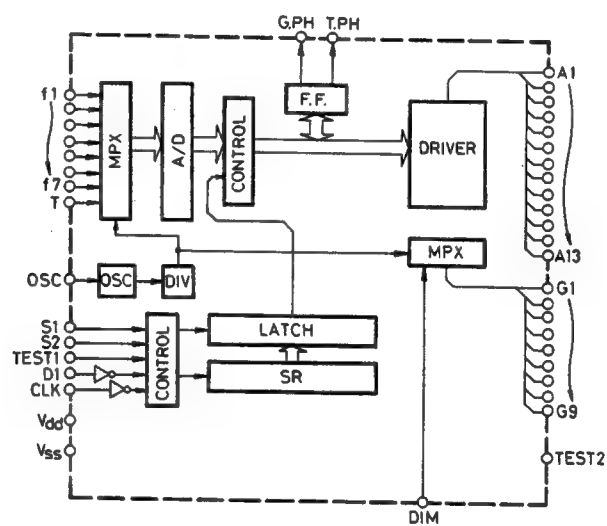 G.PH T.PH
f1
f7
T
MPX
A/D
CONTROL
F.F.
DRIVER
A1
A13
OSC
OSC
DIV
MPX
G1
G9
S1
S2
TEST1
D1
CLK
CONTROL
LATCH
SR
Vdd
Vss
TEST2
DIM